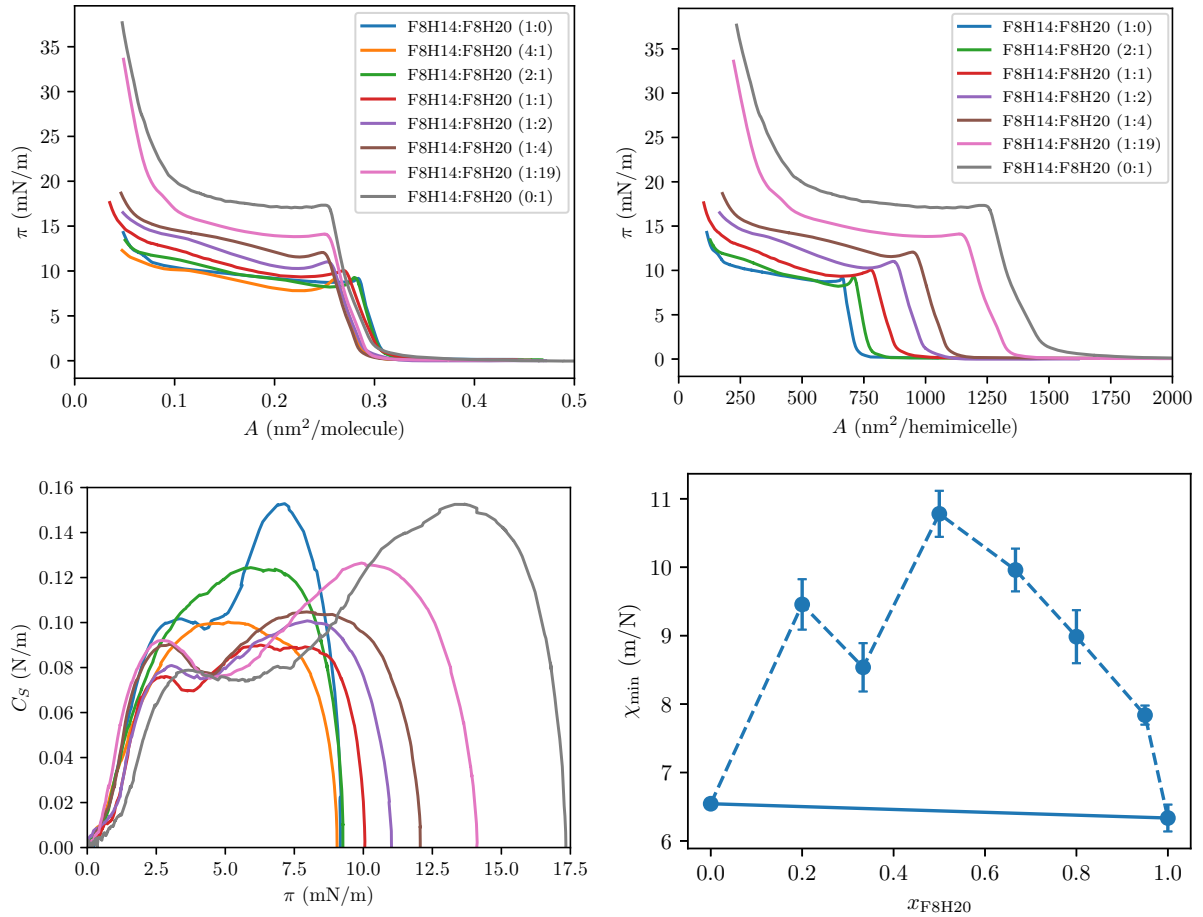 π (mN/m)
35
30
25
20
15
10
5
0
0.0
0.1
0.2
0.3
0.4
0.5
A (nm²/molecule)
F8H14:F8H20 (1:0)
F8H14:F8H20 (4:1)
F8H14:F8H20 (2:1)
F8H14:F8H20 (1:1)
F8H14:F8H20 (1:2)
F8H14:F8H20 (1:4)
F8H14:F8H20 (1:19)
F8H14:F8H20 (0:1)
π (mN/m)
35
30
25
20
15
10
5
0
0
250
500
750
1000
1250
1500
1750
2000
A (nm²/hemimicelle)
F8H14:F8H20 (1:0)
F8H14:F8H20 (2:1)
F8H14:F8H20 (1:1)
F8H14:F8H20 (1:2)
F8H14:F8H20 (1:4)
F8H14:F8H20 (1:19)
F8H14:F8H20 (0:1)
C_S (N/m)
0.16
0.14
0.12
0.10
0.08
0.06
0.04
0.02
0.00
0.0
2.5
5.0
7.5
10.0
12.5
15.0
17.5
π (mN/m)
χ_min (m/N)
11
10
9
8
7
6
0.0
0.2
0.4
0.6
0.8
1.0
x_F8H20